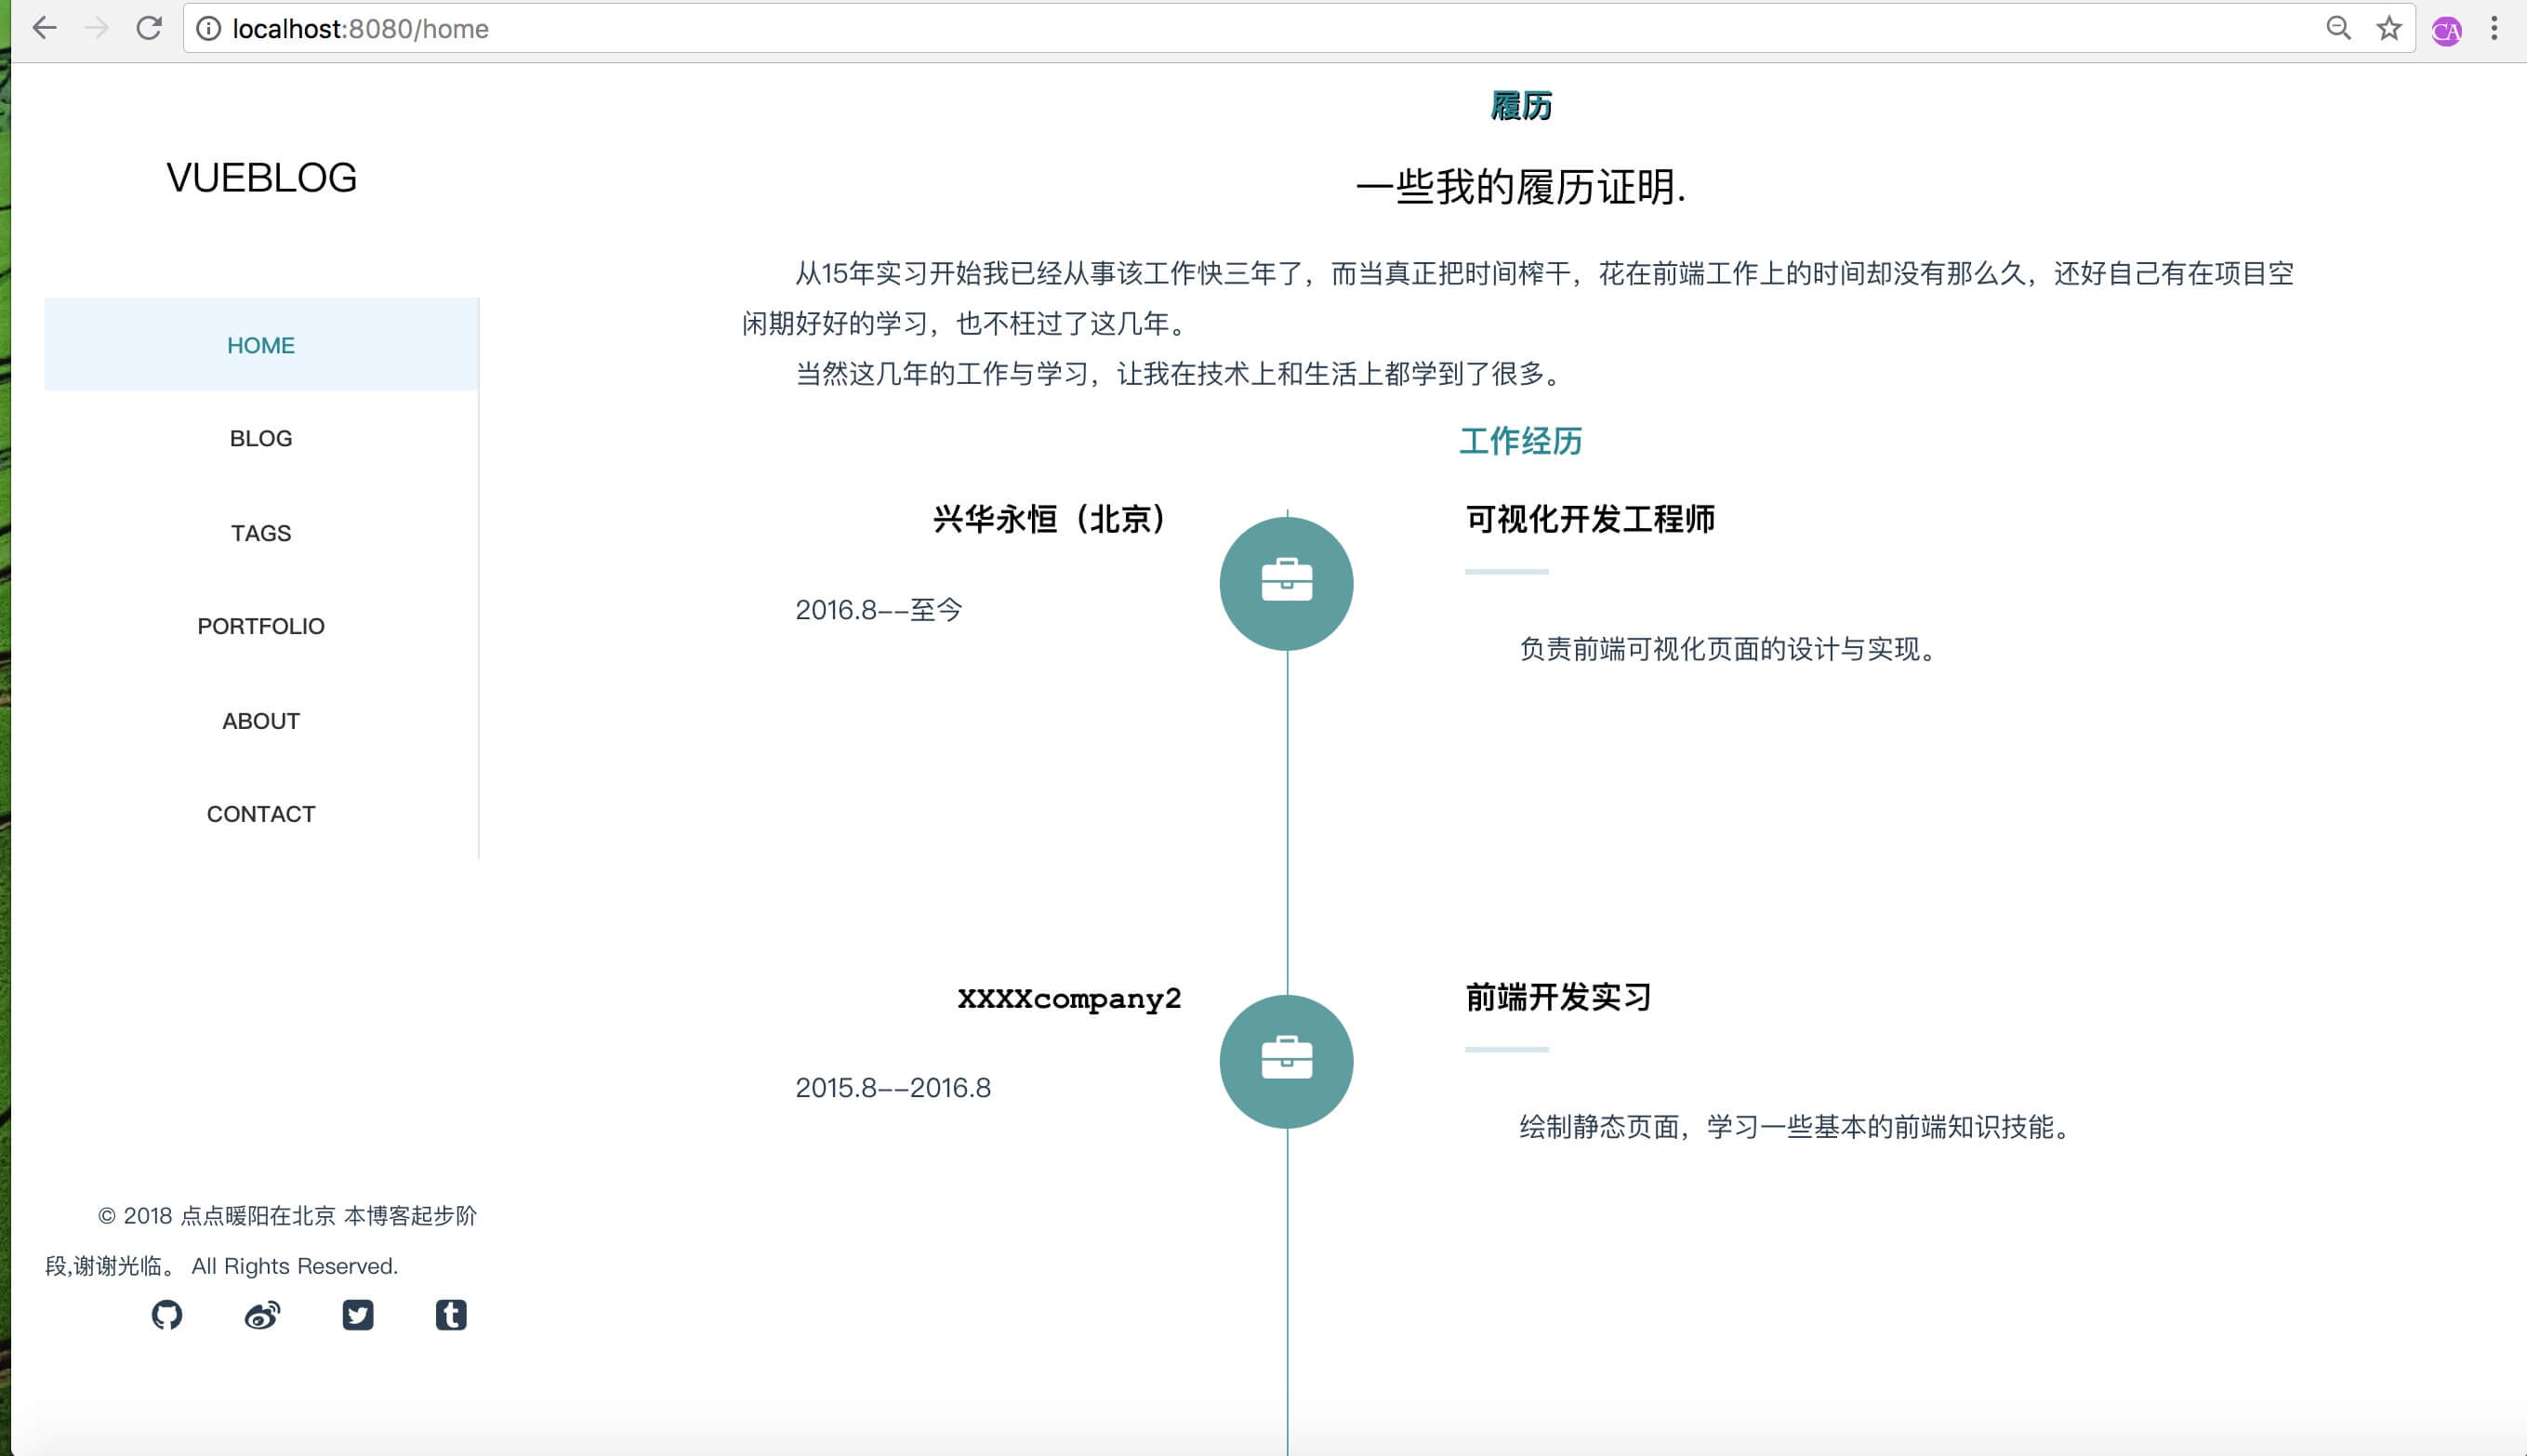 localhost:8080/home
CA
VUEBLOG
HOME
BLOG
TAGS
PORTFOLIO
ABOUT
CONTACT
© 2018 点点暖阳在北京 本博客起步阶
段,谢谢光临。 All Rights Reserved.
履历
一些我的履历证明.
从15年实习开始我已经从事该工作快三年了，而当真正把时间榨干，花在前端工作上的时间却没有那么久，还好自己有在项目空
闲期好好的学习，也不枉过了这几年。
当然这几年的工作与学习，让我在技术上和生活上都学到了很多。
工作经历
兴华永恒（北京）
2016.8--至今
可视化开发工程师
负责前端可视化页面的设计与实现。
XXXXcompany2
2015.8--2016.8
前端开发实习
绘制静态页面，学习一些基本的前端知识技能。